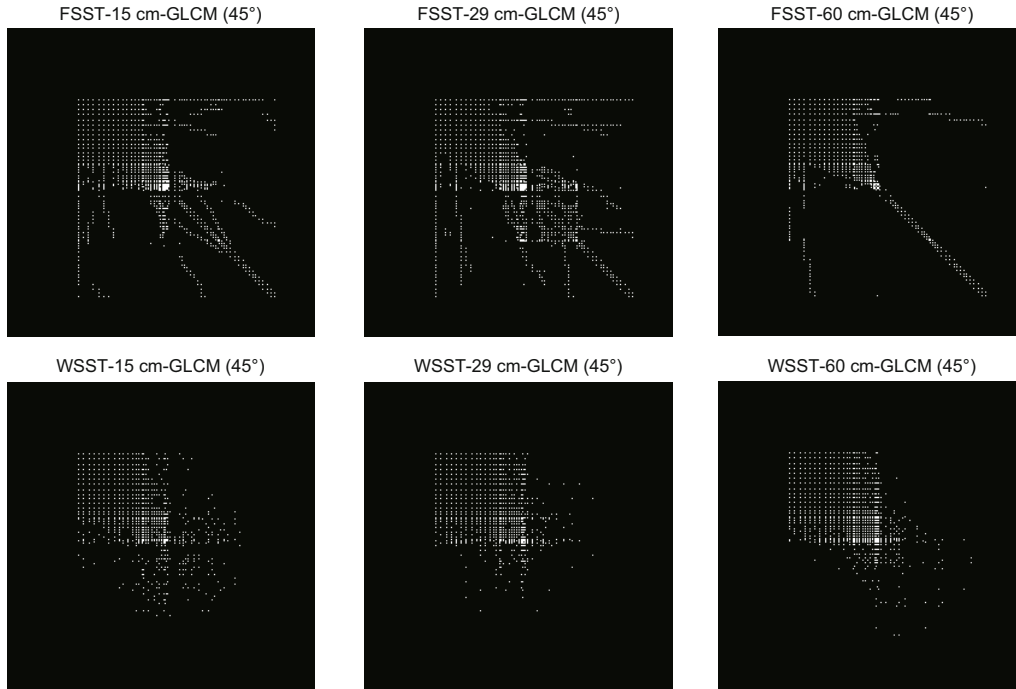 FSST-15 cm-GLCM (45°)
FSST-29 cm-GLCM (45°)
FSST-60 cm-GLCM (45°)
WSST-15 cm-GLCM (45°)
WSST-29 cm-GLCM (45°)
WSST-60 cm-GLCM (45°)